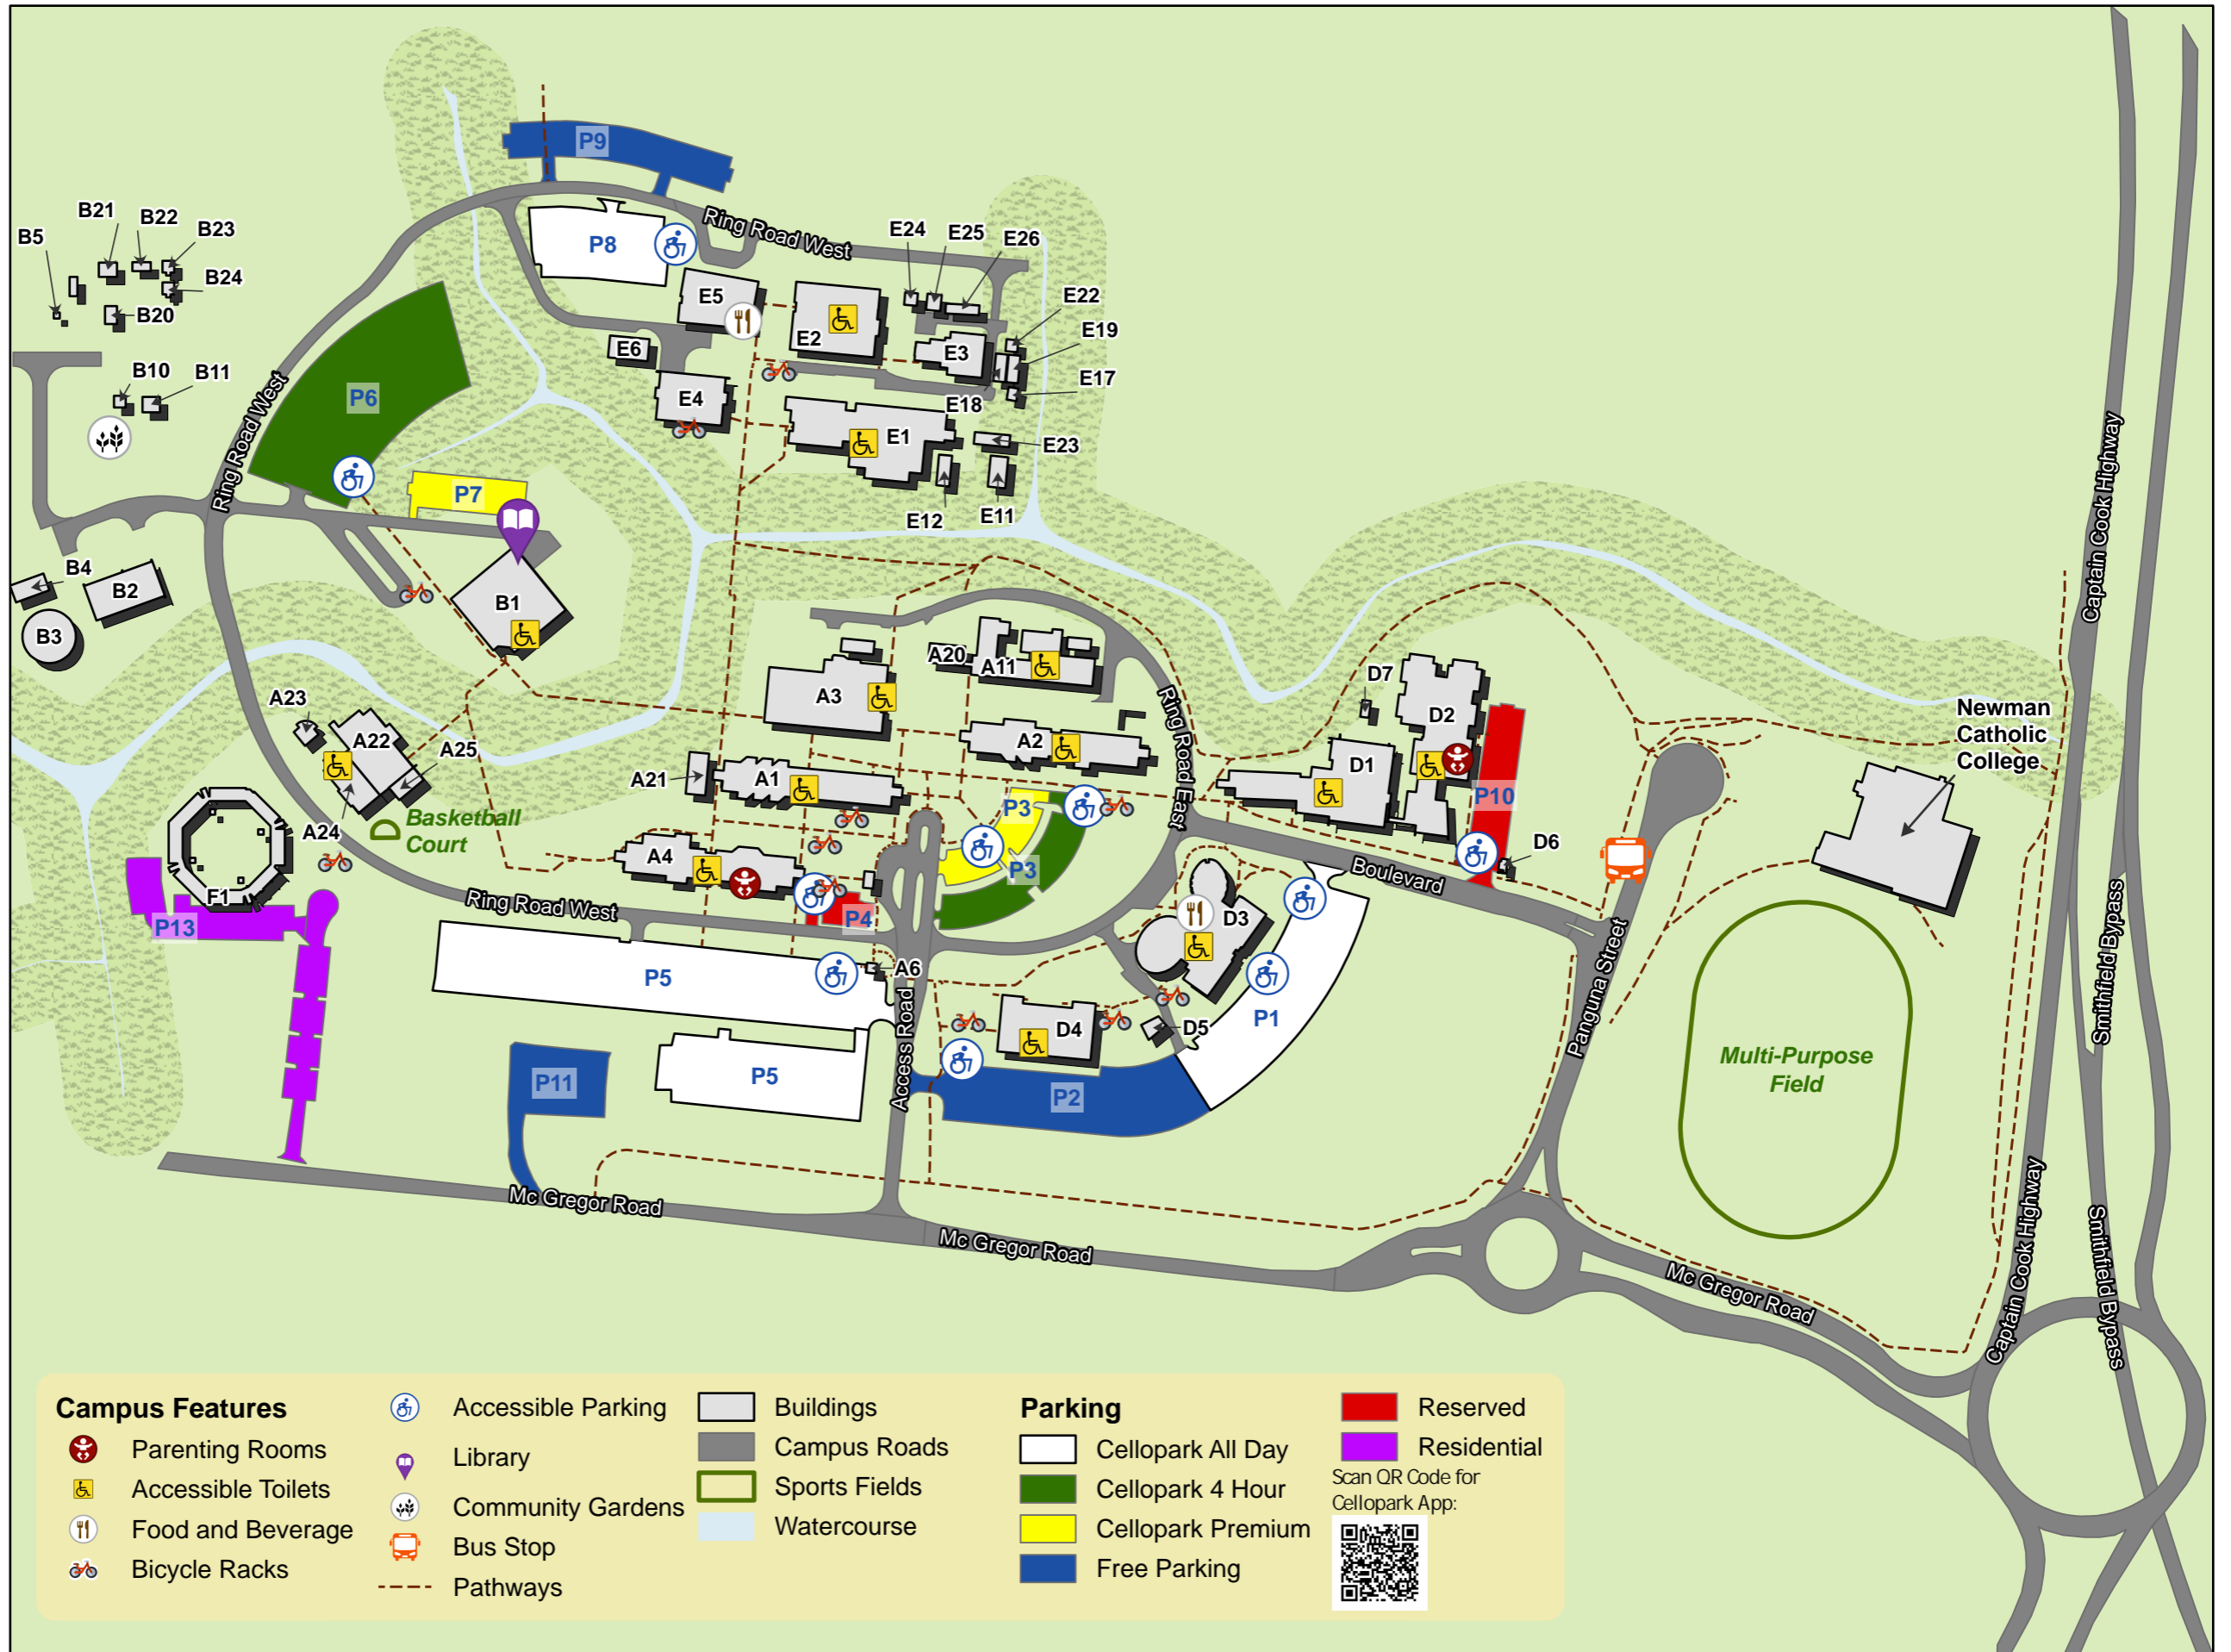 P9
Ring Road West
P8
B21
B22
B23
B5
B24
B20
E24
E25
E26
E5
E2
E22
E19
E6
E3
E17
B10
B11
P6
E4
E18
E1
E23
Ring Road West
P7
E12
E11
B4
B2
B1
B3
Captain Cook Highway
A20
A11
A3
D7
D2
Newman
Catholic
College
A23
A22
A25
Ring Road East
A2
D1
A21
A1
P10
P3
Basketball
Court
A24
A4
P3
D6
Boulevard
F1
Ring Road West
P4
D3
P13
Panguna Street
Smithfield Bypass
P5
A6
Access Road
D4
D5
P1
P11
P5
P2
Multi-Purpose
Field
Mc Gregor Road
Mc Gregor Road
Mc Gregor Road
Captain Cook Highway
Smithfield Bypass
Campus Features
Parenting Rooms
Accessible Toilets
Food and Beverage
Bicycle Racks
Accessible Parking
Library
Community Gardens
Bus Stop
Pathways
Buildings
Campus Roads
Sports Fields
Watercourse
Parking
Cellopark All Day
Cellopark 4 Hour
Cellopark Premium
Free Parking
Reserved
Residential
Scan QR Code for
Cellopark App: